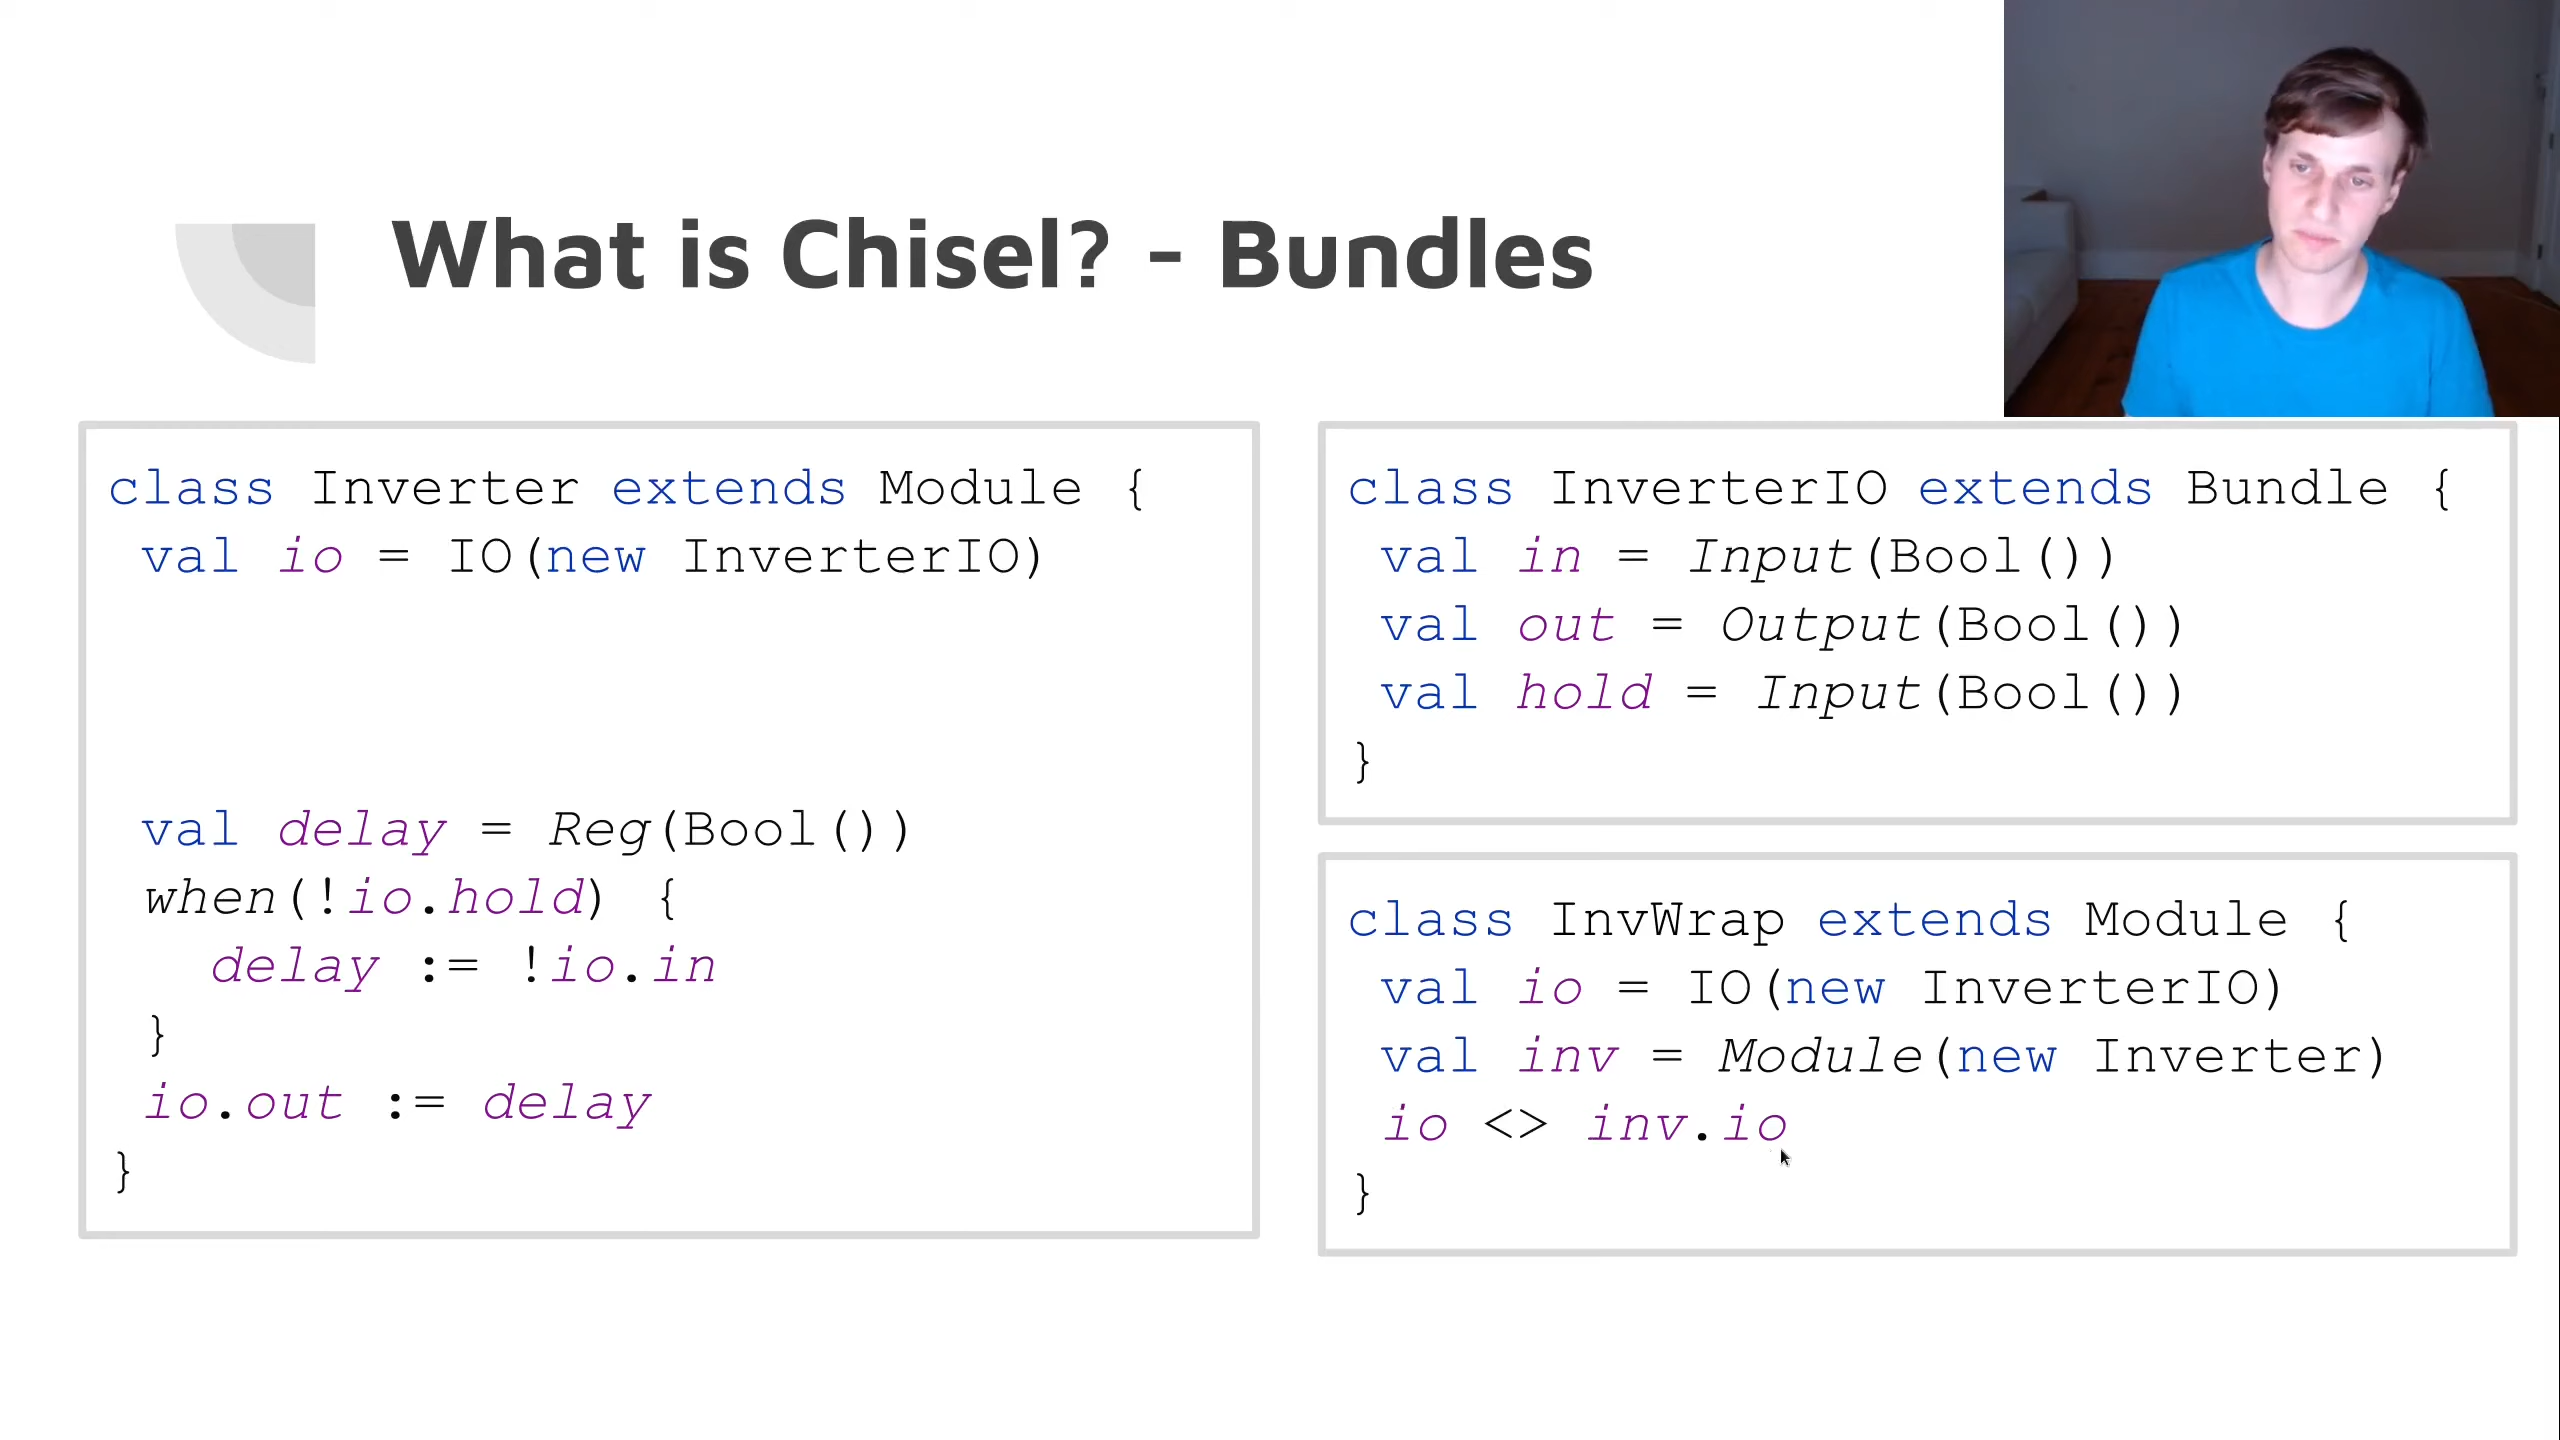 What is Chisel? - Bundles
class Inverter extends Module {
 val io = IO(new InverterIO)
 val delay = Reg(Bool())
 when(!io.hold) {
   delay := !io.in
 }
 io.out := delay
}
class InverterIO extends Bundle {
 val in = Input(Bool())
 val out = Output(Bool())
 val hold = Input(Bool())
}
class InvWrap extends Module {
 val io = IO(new InverterIO)
 val inv = Module(new Inverter)
 io <> inv.io
}